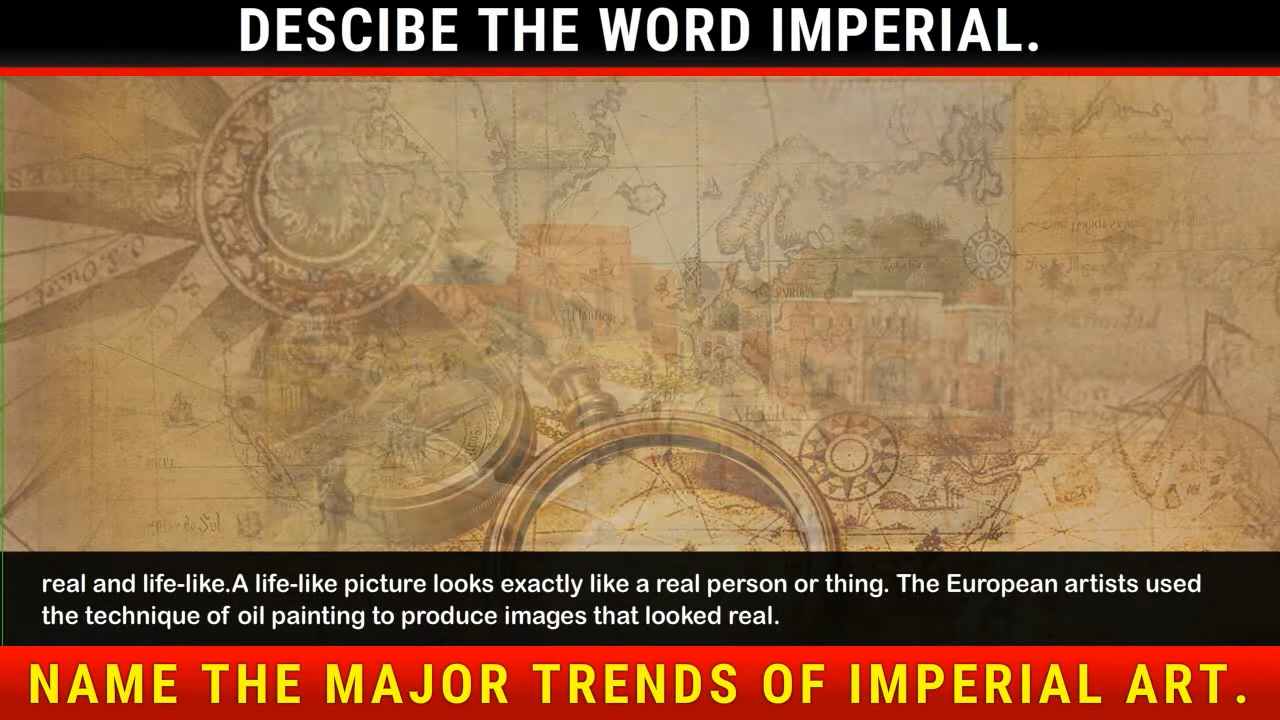 DESCIBE THE WORD IMPERIAL.
real and life-like.A life-like picture looks exactly like a real person or thing. The European artists used
the technique of oil painting to produce images that looked real.
NAME THE MAJOR TRENDS OF IMPERIAL ART.